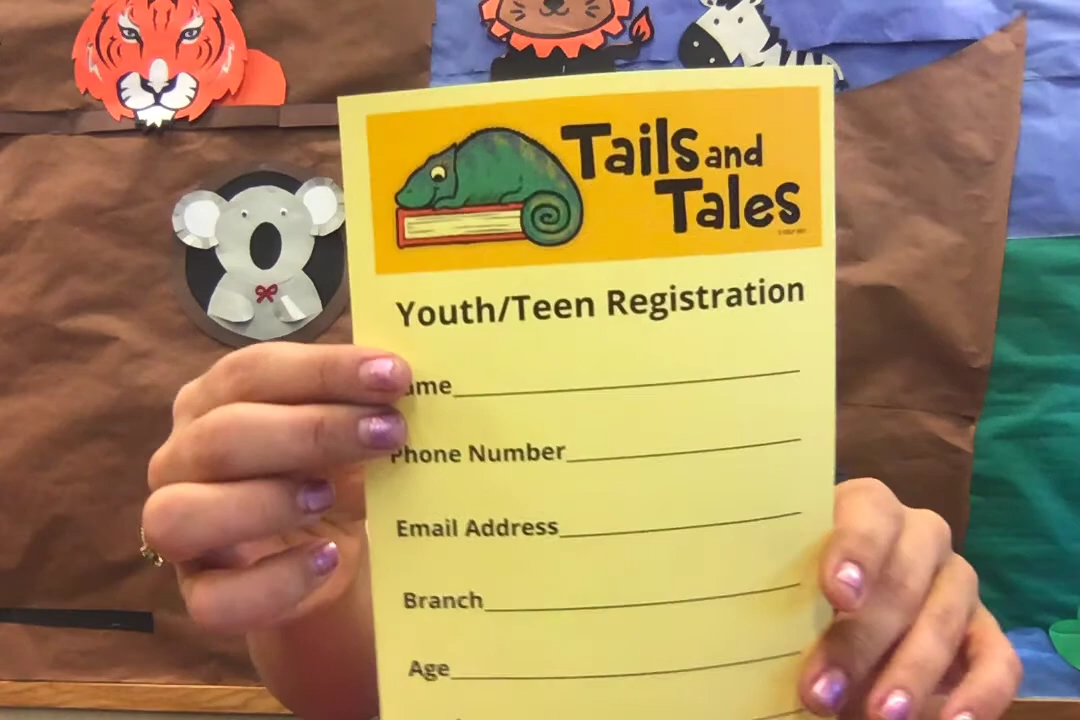 Tails and
Tales
Youth/Teen Registration
ame
Phone Number
Email Address
Branch
Age